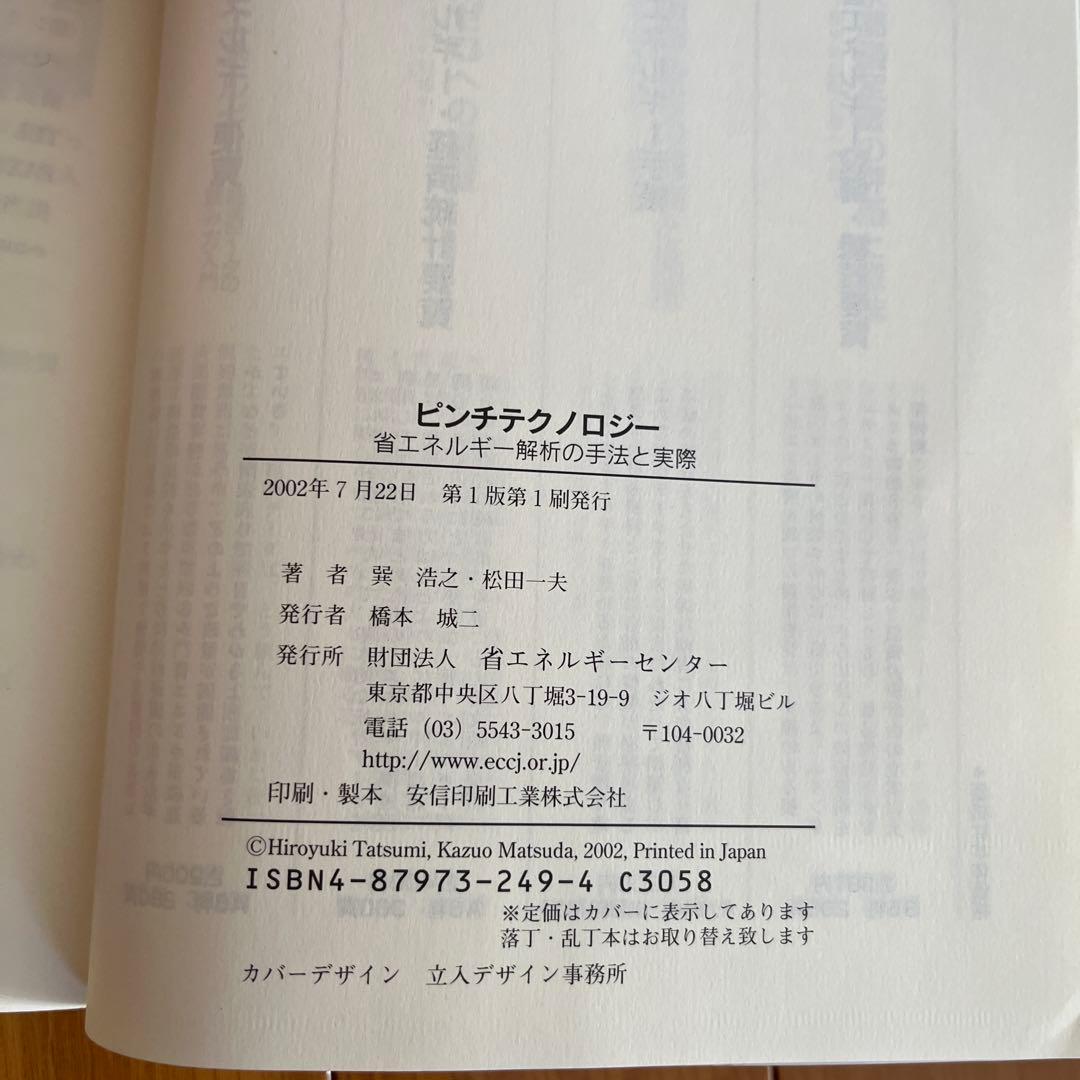 ピンチテクノロジー
省エネルギー解析の手法と実際
2002年7月22日 第1版第1刷発行
著 者 巽 浩之・松田一夫
発行者 橋本 城二
発行所 財団法人 省エネルギーセンター
東京都中央区八丁堀3-19-9 ジオ八丁堀ビル
電話 (03) 5543-3015 〒104-0032
http://www.eccj.or.jp/
印刷・製本 安信印刷工業株式会社
©Hiroyuki Tatsumi, Kazuo Matsuda, 2002, Printed in Japan
ISBN4-87973-249-4 C3058
※定価はカバーに表示してあります
落丁・乱丁本はお取り替え致します
カバーデザイン 立入デザイン事務所